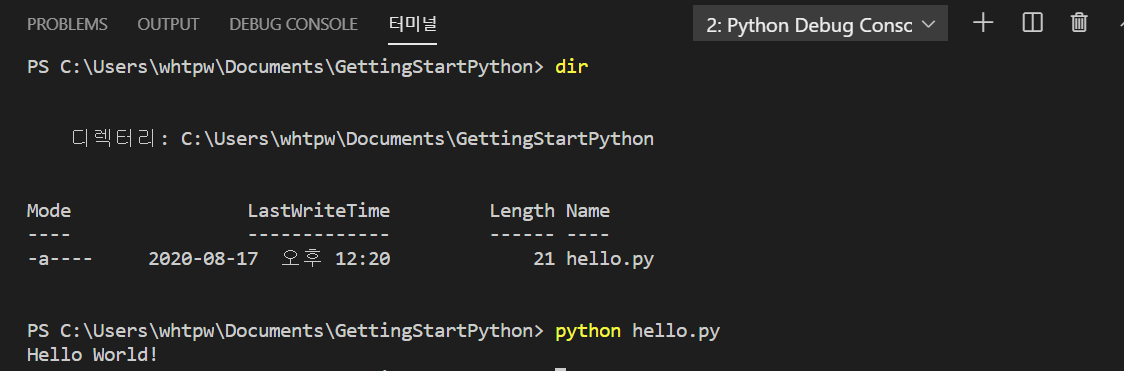 PROBLEMS OUTPUT DEBUG CONSOLE 터미널 2: Python Debug Consc
PS C:\Users\whtpw\Documents\GettingStartPython> dir
디렉터리: C:\Users\whtpw\Documents\GettingStartPython
Mode LastWriteTime Length Name
---- ------------- ------ ----
-a---- 2020-08-17 오후 12:20 21 hello.py
PS C:\Users\whtpw\Documents\GettingStartPython> python hello.py
Hello World!